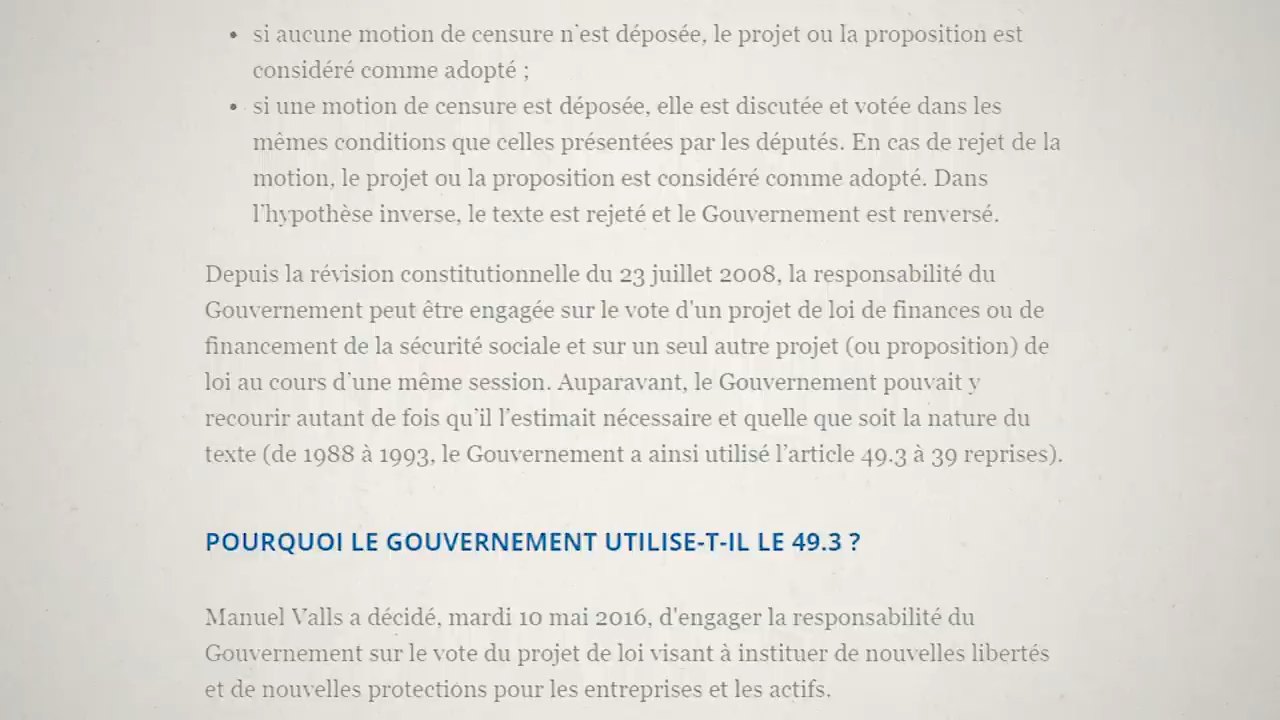 • si aucune motion de censure n'est déposée, le projet ou la proposition est
considéré comme adopté ;
• si une motion de censure est déposée, elle est discutée et votée dans les
mêmes conditions que celles présentées par les députés. En cas de rejet de la
motion, le projet ou la proposition est considéré comme adopté. Dans
l'hypothèse inverse, le texte est rejeté et le Gouvernement est renversé.
Depuis la révision constitutionnelle du 23 juillet 2008, la responsabilité du
Gouvernement peut être engagée sur le vote d'un projet de loi de finances ou de
financement de la sécurité sociale et sur un seul autre projet (ou proposition) de
loi au cours d'une même session. Auparavant, le Gouvernement pouvait y
recourir autant de fois qu'il l'estimait nécessaire et quelle que soit la nature du
texte (de 1988 à 1993, le Gouvernement a ainsi utilisé l'article 49.3 à 39 reprises).
POURQUOI LE GOUVERNEMENT UTILISE-T-IL LE 49.3 ?
Manuel Valls a décidé, mardi 10 mai 2016, d'engager la responsabilité du
Gouvernement sur le vote du projet de loi visant à instituer de nouvelles libertés
et de nouvelles protections pour les entreprises et les actifs.